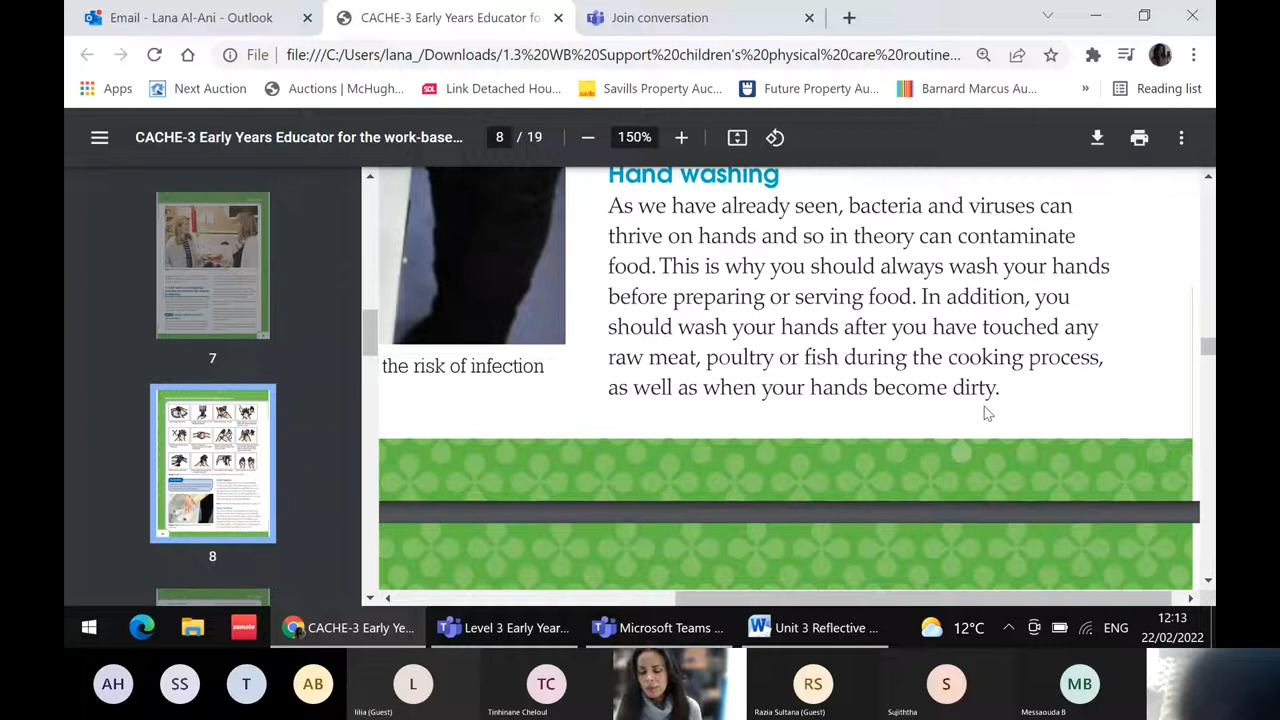 Email - Lana Al-Ani - Outlook
CACHE-3 Early Years Educator fo
Join conversation
File
file:///C:/Users/lana_/Downloads/1.3%20WB%20Support%20children's%20physical%20care%20routine...
Apps
Next Auction
Auctions | McHugh...
SDL
Link Detached Hou...
savills
Savills Property Auc...
Future Property Au...
Barnard Marcus Au...
»
Reading list
CACHE-3 Early Years Educator for the work-base...
8 / 19
150%
7
8
Hand washing
As we have already seen, bacteria and viruses can
thrive on hands and so in theory can contaminate
food. This is why you should always wash your hands
before preparing or serving food. In addition, you
should wash your hands after you have touched any
raw meat, poultry or fish during the cooking process,
as well as when your hands become dirty.
the risk of infection
zomato
CACHE-3 Early Ye...
Level 3 Early Year...
Microsoft Teams ...
Unit 3 Reflective ...
12°C
ENG
12:13
22/02/2022
AH
SS
T
AB
L
lilia (Guest)
TC
Tinhinane Cheloul
RS
Razia Sultana (Guest)
S
Sujiththa
MB
Messaouda B